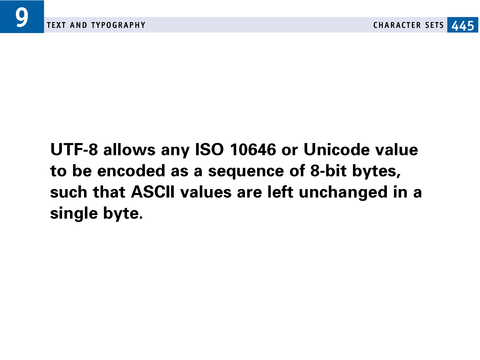 9
TEXT AND TYPOGRAPHY
CHARACTER SETS 445
UTF-8 allows any ISO 10646 or Unicode value
to be encoded as a sequence of 8-bit bytes,
such that ASCII values are left unchanged in a
single byte.